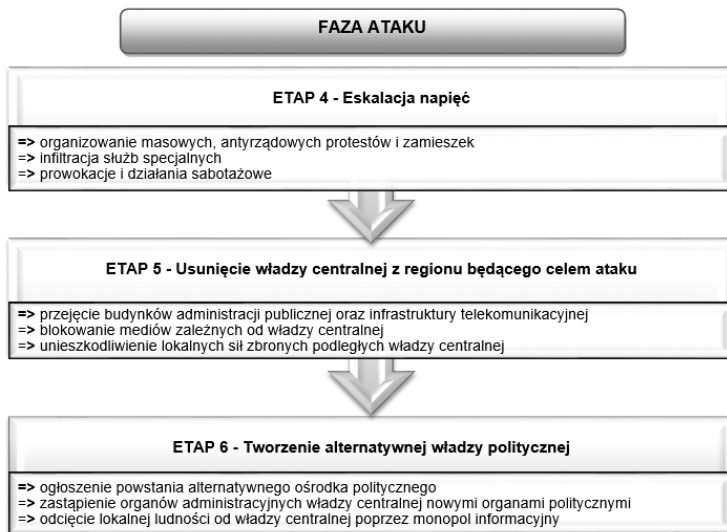 FAZA ATAKU
ETAP 4 - Eskalacja napięć
=> organizowanie masowych, antyrządowych protestów i zamieszek
=> infiltracja służb specjalnych
=> prowokacje i działania sabotażowe
ETAP 5 - Usunięcie władzy centralnej z regionu będącego celem ataku
=> przejęcie budynków administracji publicznej oraz infrastruktury telekomunikacyjnej
=> blokowanie mediów zależnych od władzy centralnej
=> unieszkodliwienie lokalnych sił zbronych podległych władzy centralnej
ETAP 6 - Tworzenie alternatywnej władzy politycznej
=> ogłoszenie powstania alternatywnego ośrodka politycznego
=> zastąpienie organów administracyjnych władzy centralnej nowymi organami politycznymi
=> odcięcie lokalnej ludności od władzy centralnej poprzez monopol informacyjny